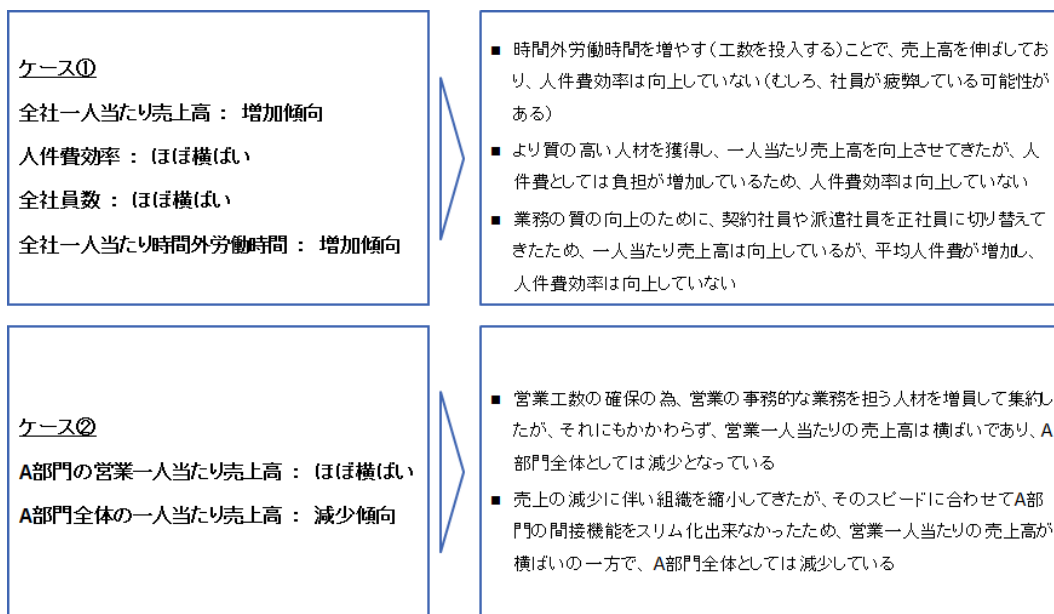 ケース①
全社一人当たり売上高 : 増加傾向
人件費効率 : ほぼ横ばい
全社員数 : ほぼ横ばい
全社一人当たり時間外労働時間 : 増加傾向
■ 時間外労働時間を増やす(工数を投入する)ことで、売上高を伸ばしてお
り、人件費効率は向上していない(むしろ、社員が疲弊している可能性が
ある)
■ より質の高い人材を獲得し、一人当たり売上高を向上させてきたが、人
件費としては負担が増加しているため、人件費効率は向上していない
■ 業務の質の向上のために、契約社員や派遣社員を正社員に切り替えて
きたため、一人当たり売上高は向上しているが、平均人件費が増加し、
人件費効率は向上していない
ケース②
A部門の営業一人当たり売上高 : ほぼ横ばい
A部門全体の一人当たり売上高 : 減少傾向
■ 営業工数の確保の為、営業の事務的な業務を担う人材を増員して集約し
たが、それにもかかわらず、営業一人当たりの売上高は横ばいであり、A
部門全体としては減少となっている
■ 売上の減少に伴い組織を縮小してきたが、そのスピードに合わせてA部
門の間接機能をスリム化出来なかったため、営業一人当たりの売上高が
横ばいの一方で、A部門全体としては減少している